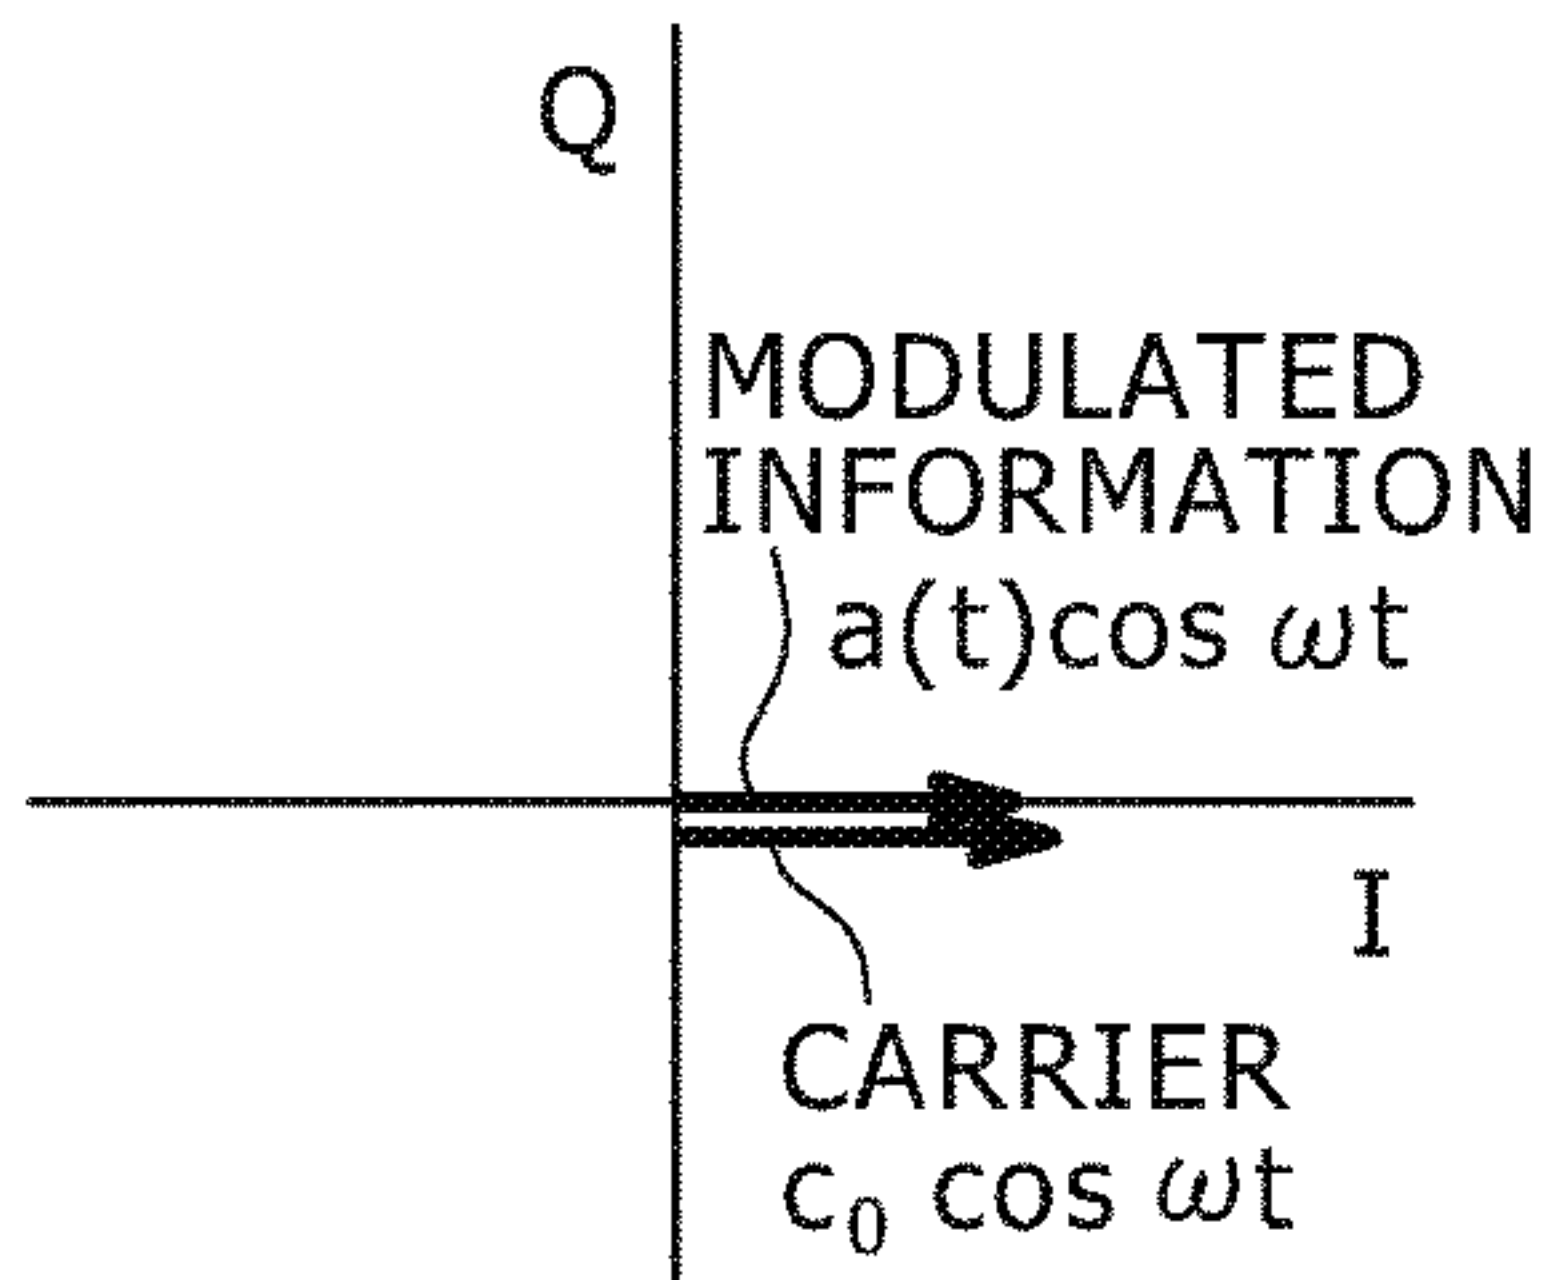 Q
MODULATED
INFORMATION
a(t)cos ωt
I
CARRIER
c₀ cos ωt